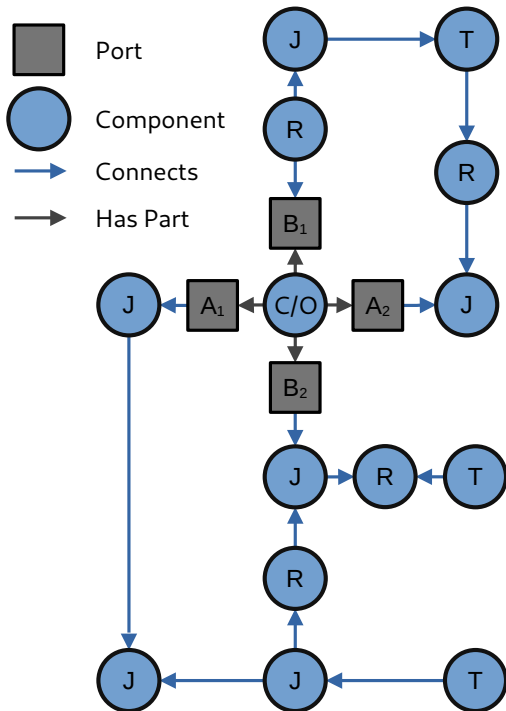 Port
Component
Connects
Has Part
J
T
R
R
B₁
J
A₁
C/O
A₂
J
B₂
J
R
T
R
J
J
T